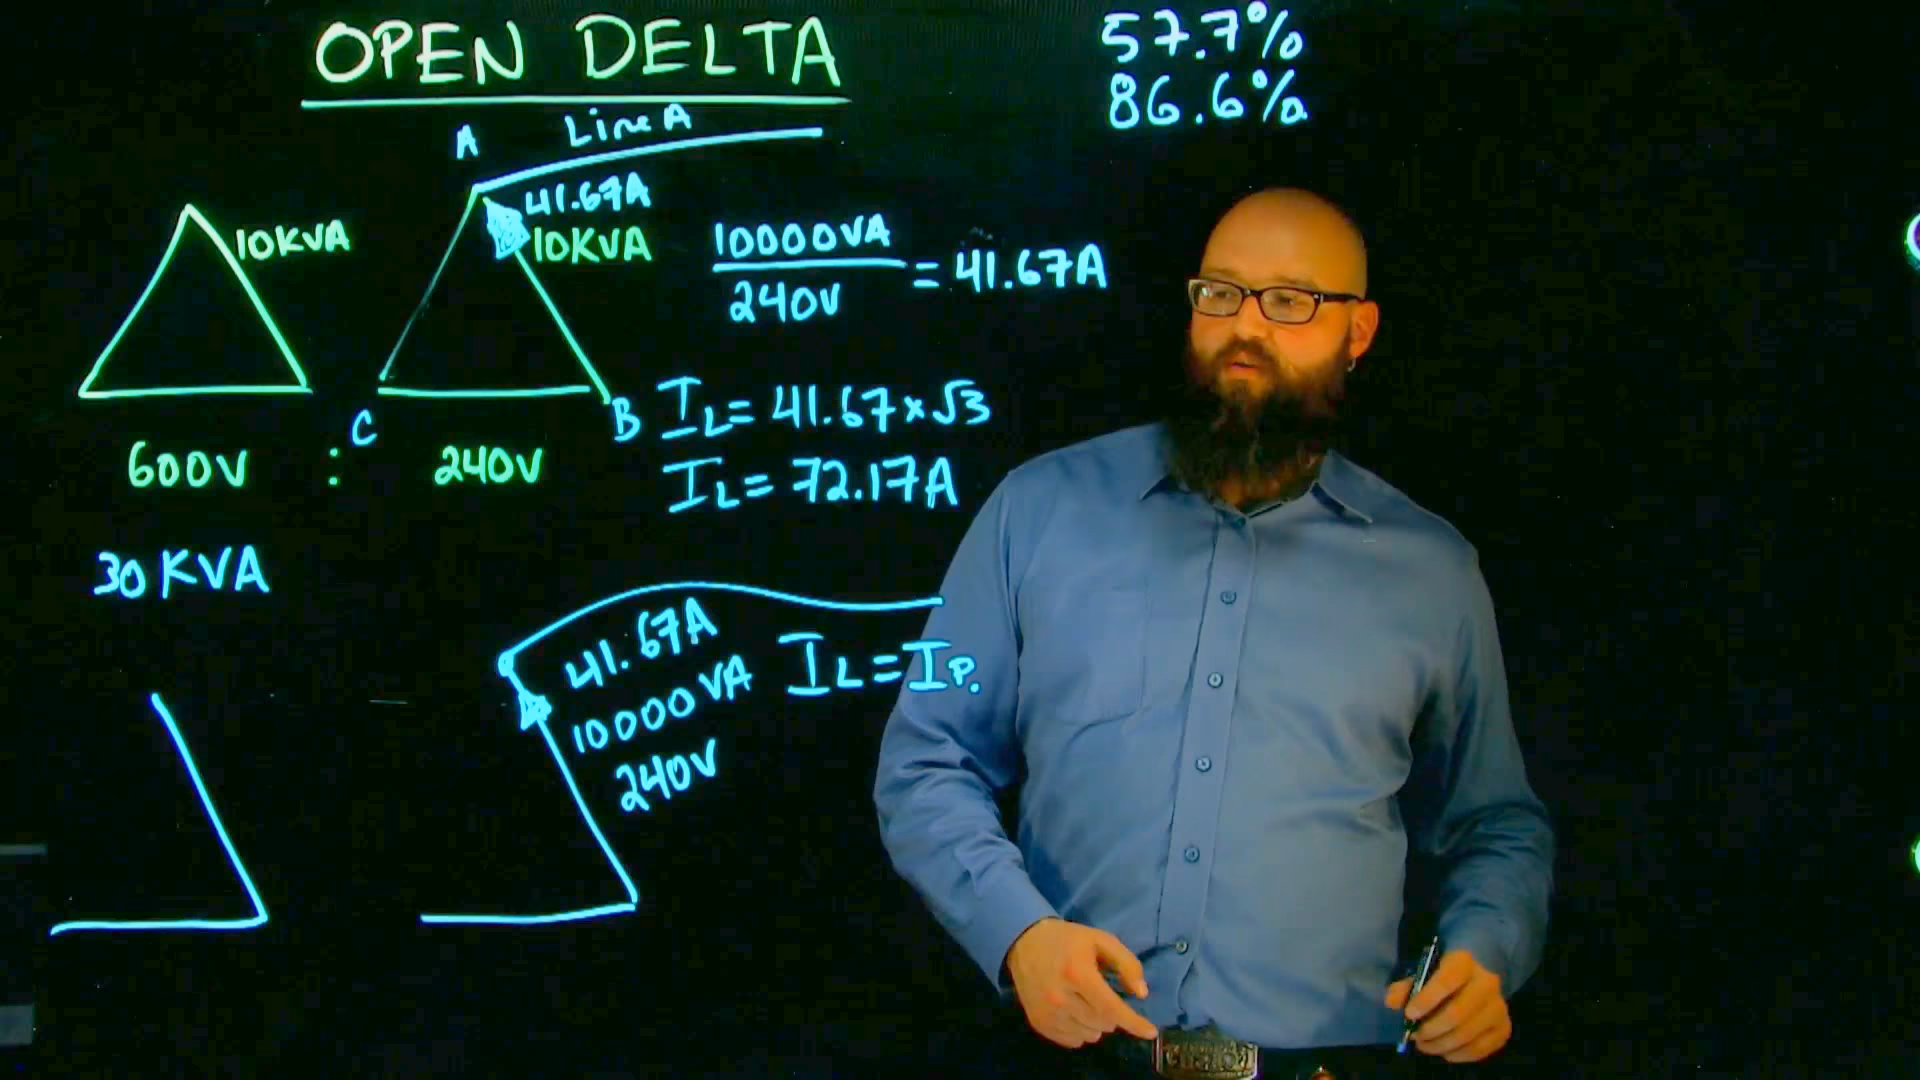 OPEN DELTA
57.7%
86.6%
A
Line A
41.67A
10KVA
10KVA
10000VA
240V
= 41.67A
C
B
600V : 240V
IL = 41.67 x √3
IL = 72.17A
30 KVA
41.67A
10000 VA
240V
IL = IP.